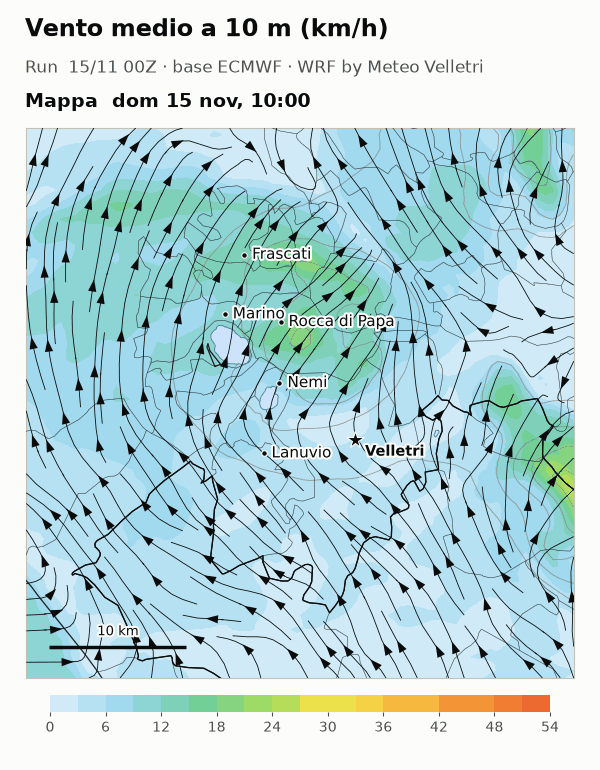 Vento medio a 10 m (km/h)
Run  15/11 00Z · base ECMWF · WRF by Meteo Velletri
Mappa  dom 15 nov, 10:00
Frascati
Marino
Rocca di Papa
Nemi
Velletri
Lanuvio
10 km
0 6 12 18 24 30 36 42 48 54